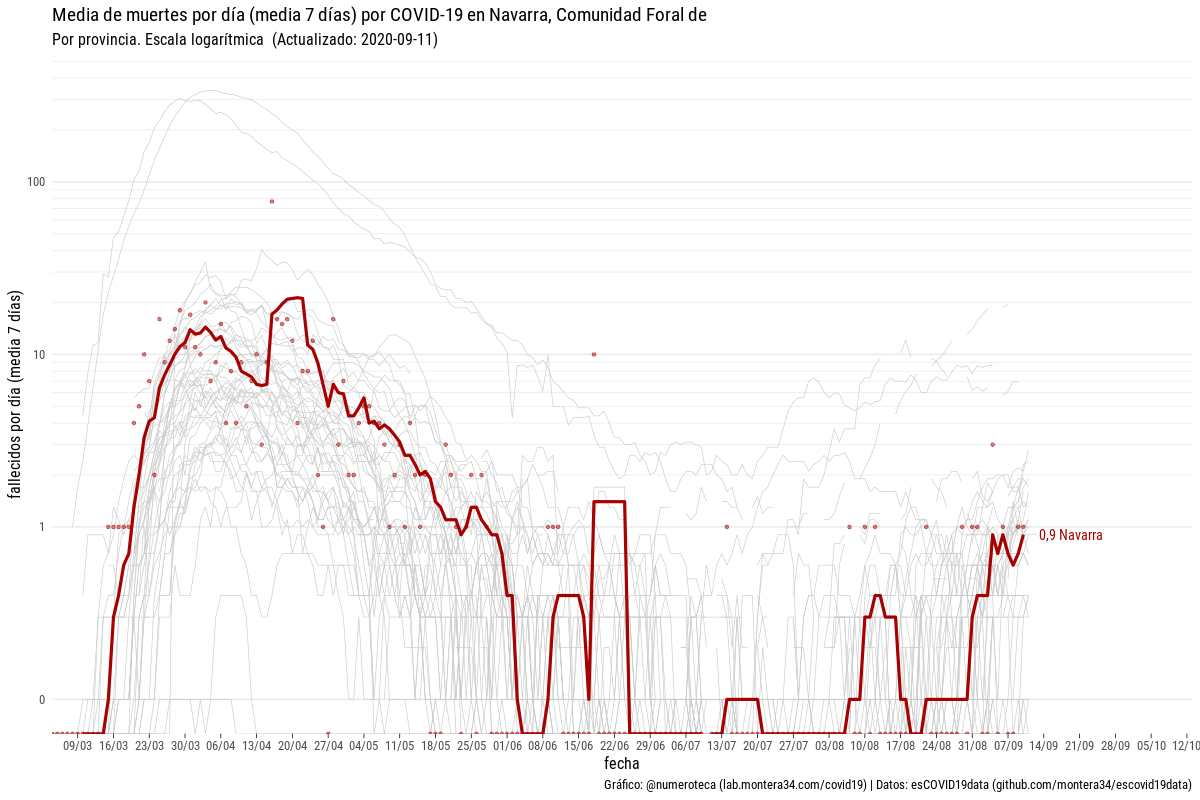 Media de muertes por día (media 7 días) por COVID-19 en Navarra, Comunidad Foral de
Por provincia. Escala logarítmica (Actualizado: 2020-09-11)
fallecidos por día (media 7 días)
100
10
1
0
0,9 Navarra
09/03 16/03 23/03 30/03 06/04 13/04 20/04 27/04 04/05 11/05 18/05 25/05 01/06 08/06 15/06 22/06 29/06 06/07 13/07 20/07 27/07 03/08 10/08 17/08 24/08 31/08 07/09 14/09 21/09 28/09 05/10 12/10
fecha
Gráfico: @numeroteca (lab.montera34.com/covid19) | Datos: esCOVID19data (github.com/montera34/escovid19data)